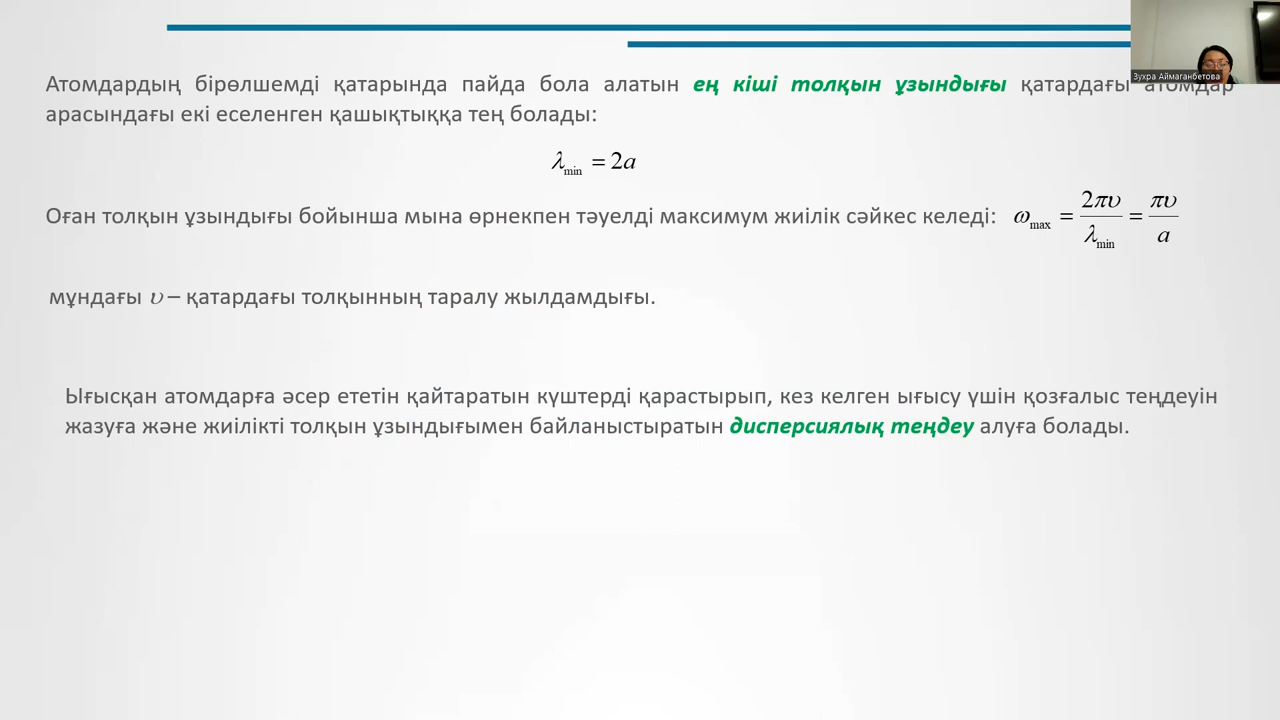 Зухра Аймаганбетова
Атомдардың бірөлшемді қатарында пайда бола алатын ең кіші толқын ұзындығы қатардағы атомдар
арасындағы екі еселенген қашықтыққа тең болады:
λmin = 2a
Оған толқын ұзындығы бойынша мына өрнекпен тәуелді максимум жиілік сәйкес келеді: ωmax = 2πυ/λmin = πυ/a
мұндағы υ – қатардағы толқынның таралу жылдамдығы.
Ығысқан атомдарға әсер ететін қайтаратын күштерді қарастырып, кез келген ығысу үшін қозғалыс теңдеуін
жазуға және жиілікті толқын ұзындығымен байланыстыратын дисперсиялық теңдеу алуға болады.